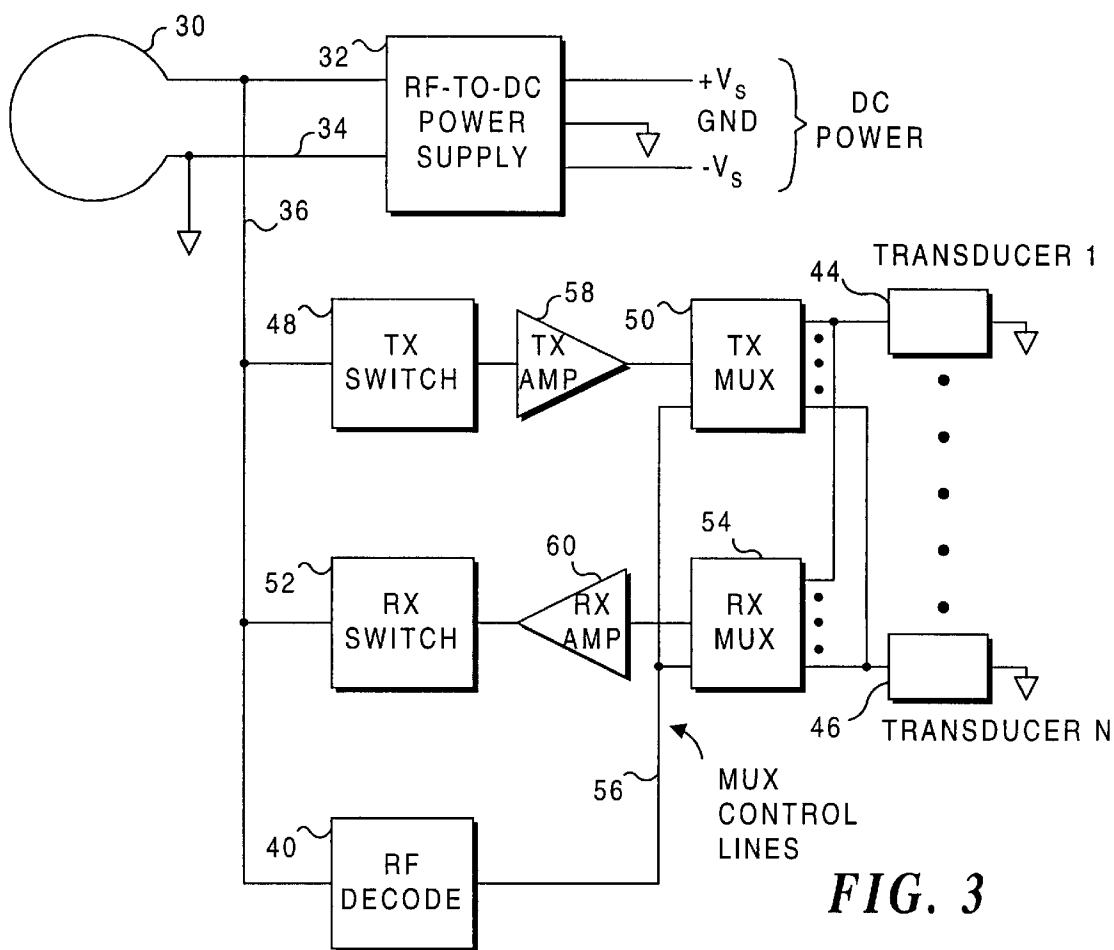 30
32
RF-TO-DC
POWER
SUPPLY
+Vs
GND
-Vs
DC
POWER
34
36
TRANSDUCER 1
44
48
TX
SWITCH
58
TX
AMP
50
TX
MUX
52
RX
SWITCH
60
RX
AMP
54
RX
MUX
46
TRANSDUCER N
56
MUX
CONTROL
LINES
40
RF
DECODE
FIG. 3